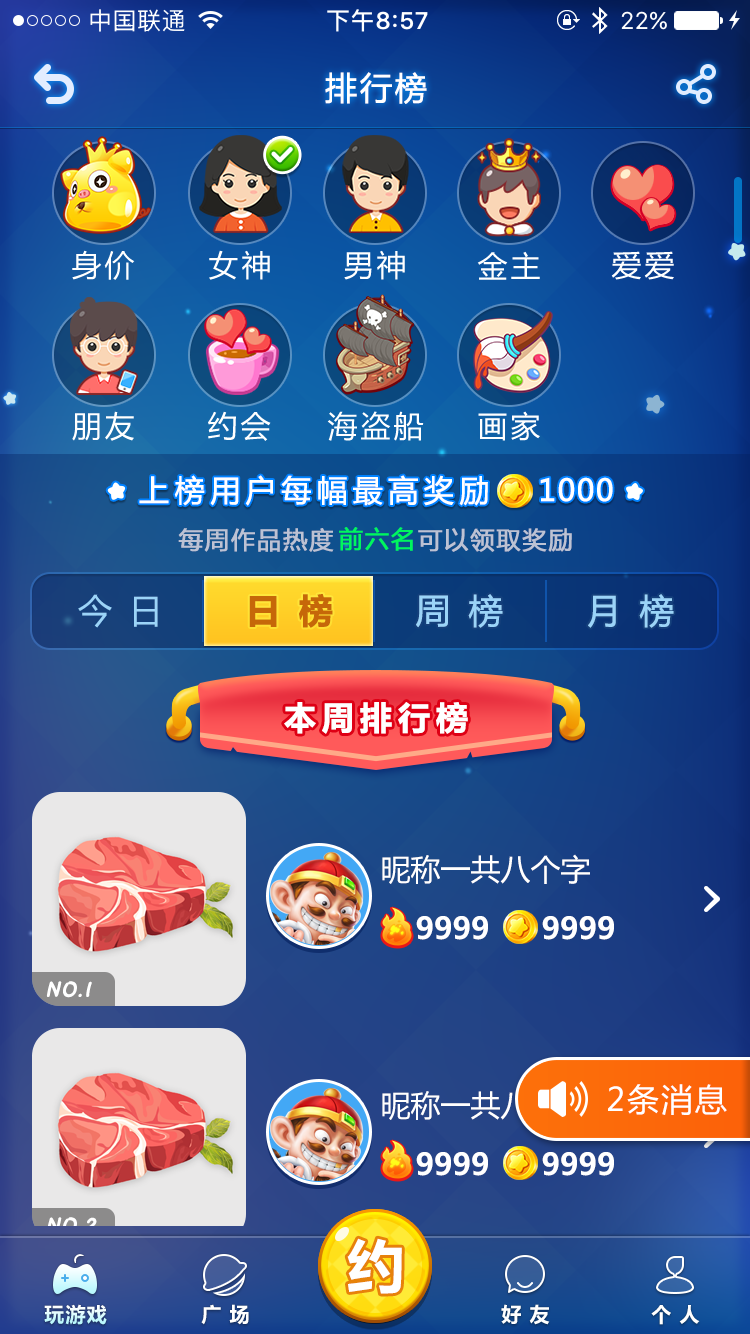 中国联通 下午8:57 22%
排行榜
身价 女神 男神 金主 爱爱
朋友 约会 海盗船 画家
上榜用户每幅最高奖励1000
每周作品热度前六名可以领取奖励
今日 日榜 周榜 月榜
本周排行榜
昵称一共八个字
9999 9999
NO.1
昵称一共八
2条消息
9999 9999
NO.2
约
玩游戏 广场 好友 个人